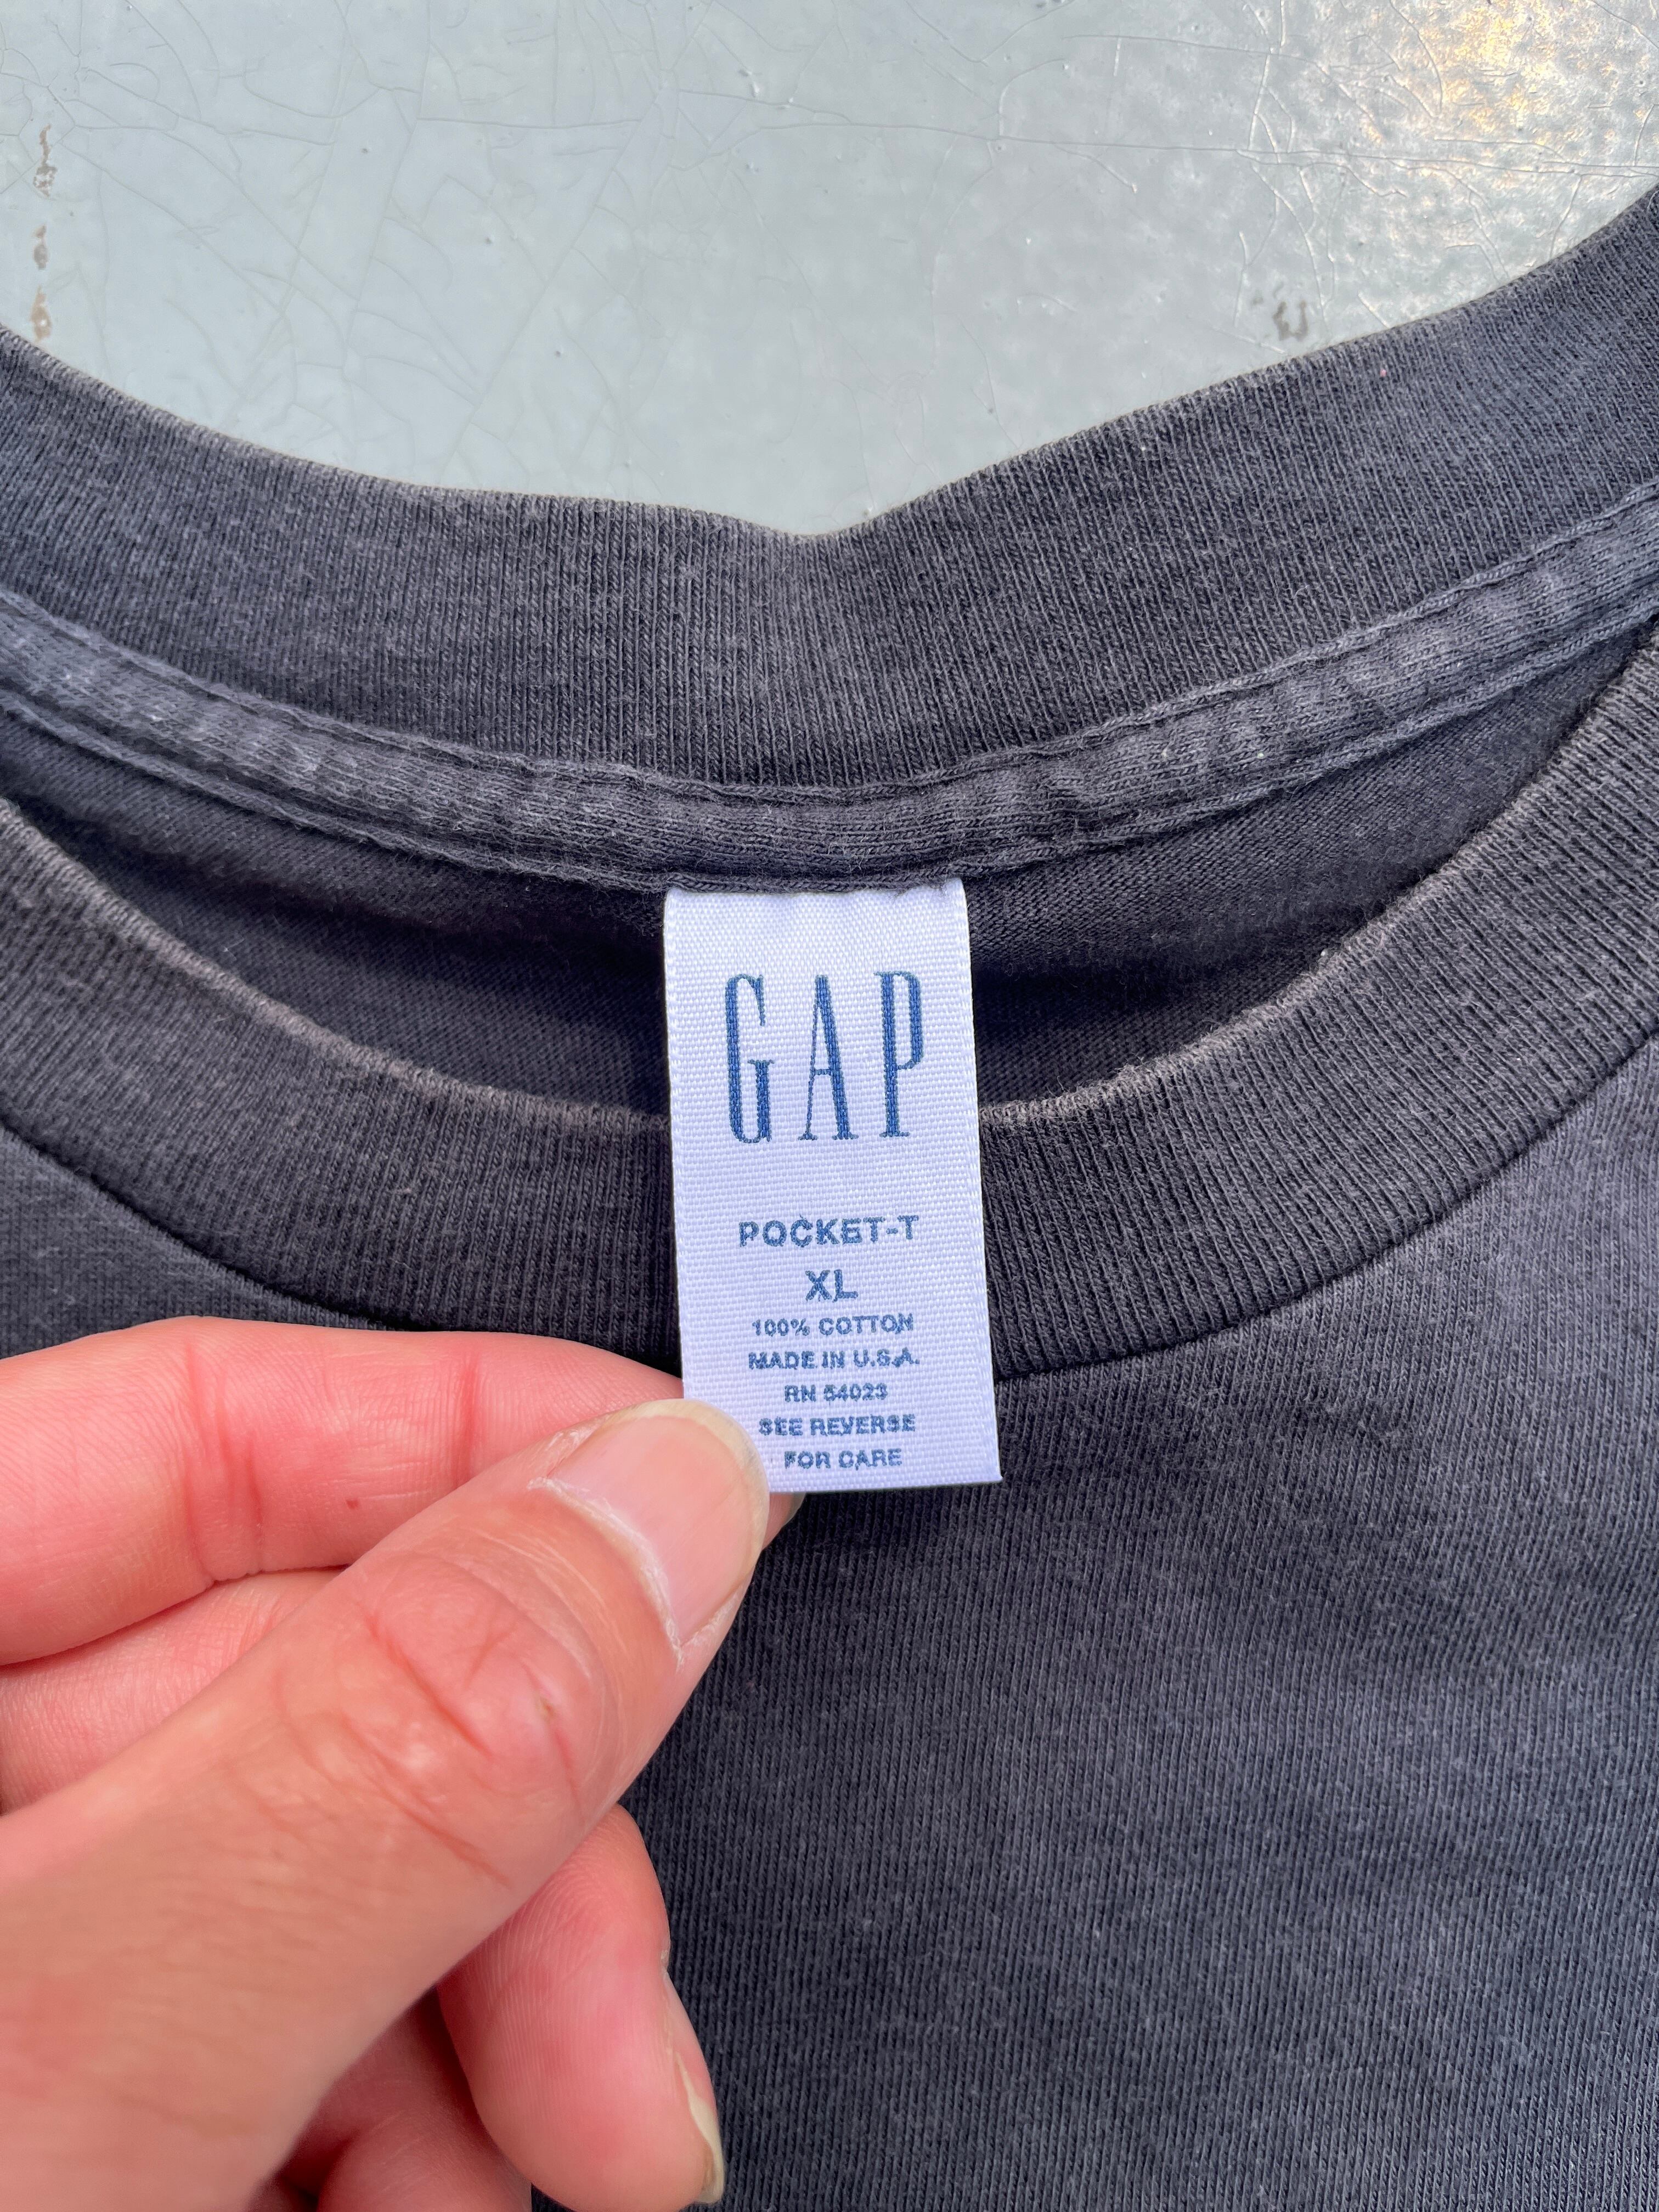 GAP
POCKET-T
XL
100% COTTON
MADE IN U.S.A.
RN 54023
SEE REVERSE
FOR CARE